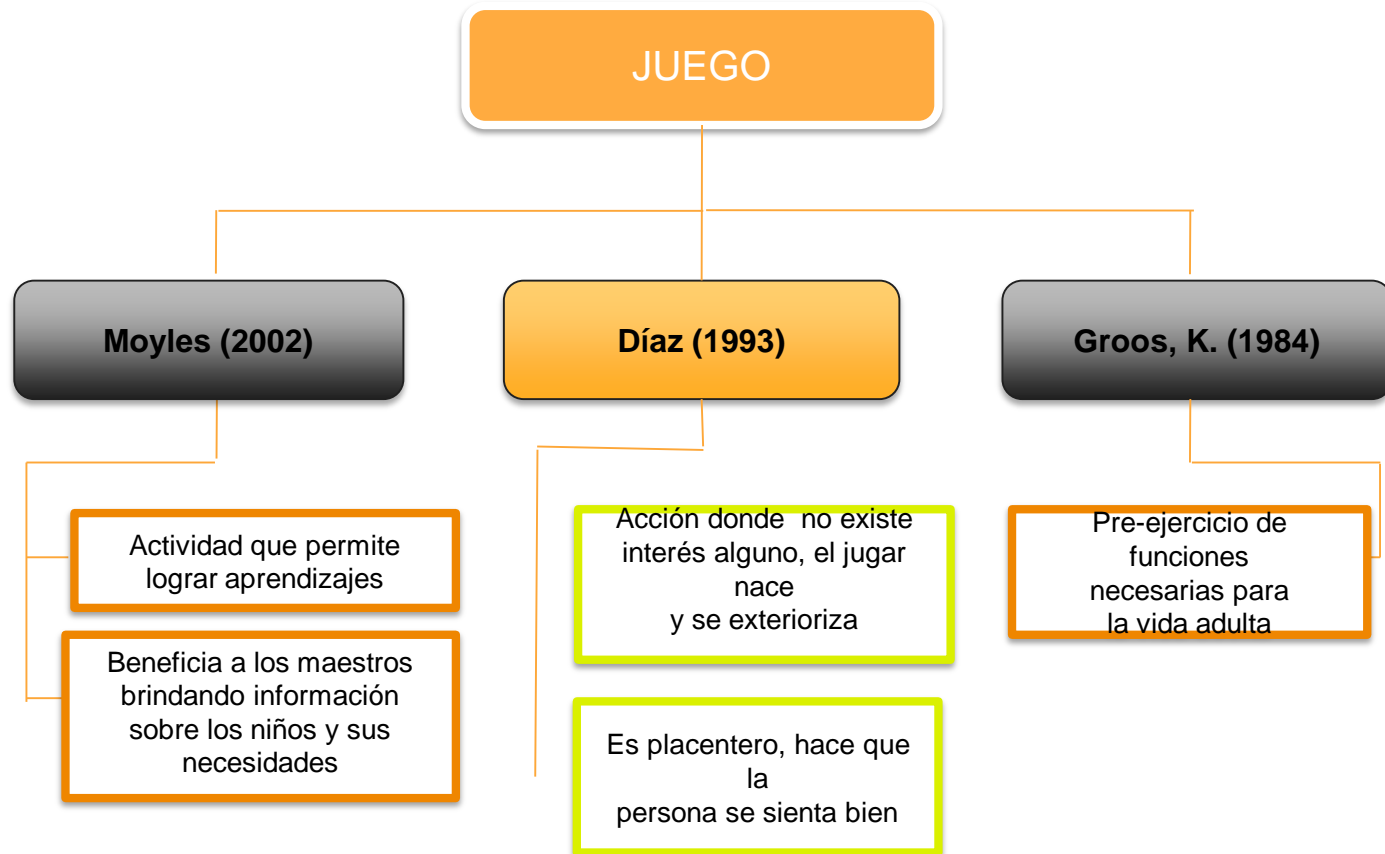 JUEGO
Moyles (2002)
Díaz (1993)
Groos, K. (1984)
Actividad que permite
lograr aprendizajes
Beneficia a los maestros
brindando información
sobre los niños y sus
necesidades
Acción donde  no existe
interés alguno, el jugar
nace
y se exterioriza
Es placentero, hace que
la
persona se sienta bien
Pre-ejercicio de
funciones
necesarias para
la vida adulta